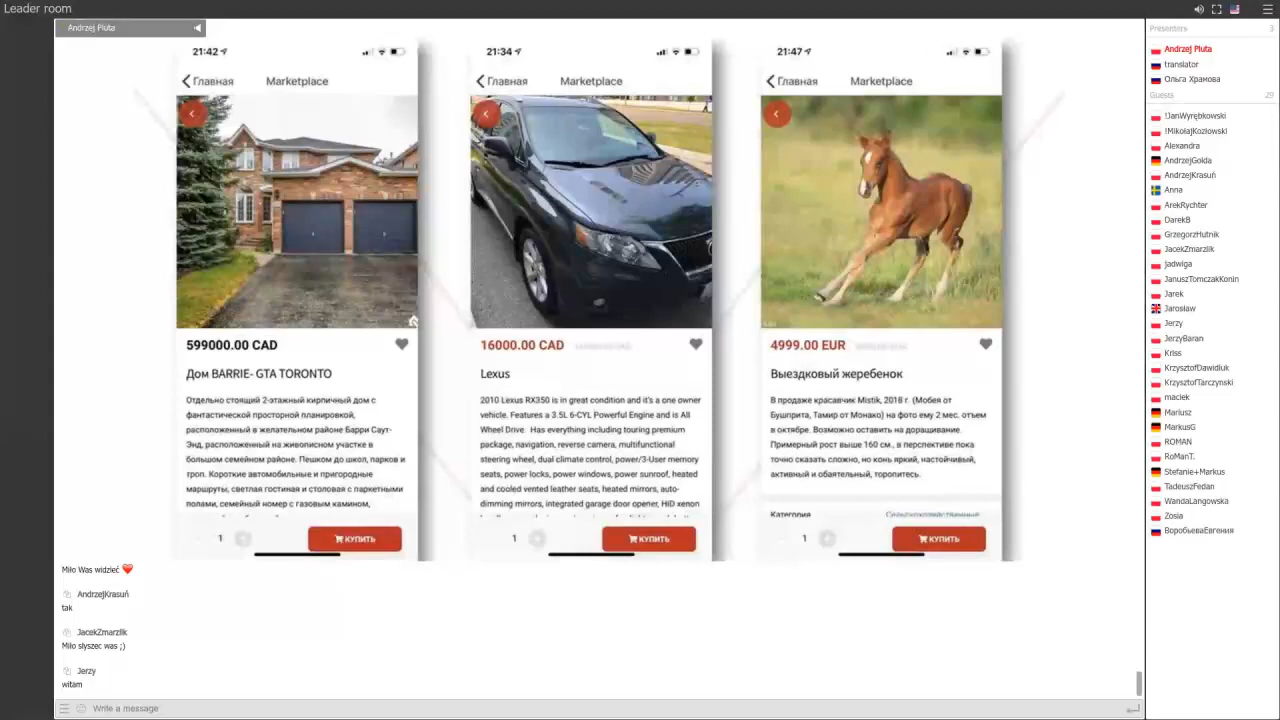 Leader room
Andrzej Pluta
21:42
Главная
Marketplace
599000.00 CAD
Дом BARRIE- GTA TORONTO
Отдельно стоящий 2-этажный кирпичный дом с
фантастической просторной планировкой,
расположенный в желательном районе Барри Саут-
Энд, расположенный на живописном участке в
большом семейном районе. Пешком до школ, парков и
троп. Короткие автомобильные и пригородные
маршруты, светлая гостиная и столовая с паркетными
полами, семейный номер с газовым камином,
1
КУПИТЬ
21:34
Главная
Marketplace
16000.00 CAD
Lexus
2010 Lexus RX350 is in great condition and it's a one owner
vehicle. Features a 3.5L 6-CYL Powerful Engine and is All
Wheel Drive. Has everything including touring premium
package, navigation, reverse camera, multifunctional
steering wheel, dual climate control, power/3-User memory
seats, power locks, power windows, power sunroof, heated
and cooled vented leather seats, heated mirrors, auto-
dimming mirrors, integrated garage door opener, HID xenon
1
КУПИТЬ
21:47
Главная
Marketplace
4999.00 EUR
Выездковый жеребенок
В продаже красавчик Mistik, 2018 г. (Мобея от
Бушприта, Тамир от Монако) на фото ему 2 мес. отъем
в октябре. Возможно оставить на доращивание.
Примерный рост выше 160 см., в перспективе пока
точно сказать сложно, но конь яркий, настойчивый,
активный и обаятельный, торопитесь.
Категория
Сельскохозяйственные
1
КУПИТЬ
Miło Was widzieć
AndrzejKrasuń
tak
JacekZmarzlik
Miło slyszec was ;)
Jerzy
witam
Write a message
Presenters 3
Andrzej Pluta
translator
Ольга Храмова
Guests 29
!JanWyrębkowski
!MikołajKozłowski
Alexandra
AndrzejGołda
AndrzejKrasuń
Anna
ArekRychter
DarekB
GrzegorzHutnik
JacekZmarzlik
jadwiga
JanuszTomczakKonin
Jarek
Jarosław
Jerzy
JerzyBaran
Kriss
KrzysztofDawidiuk
KrzysztofTarczynski
maciek
Mariusz
MarkusG
ROMAN
RoManT.
Stefanie+Markus
TadeuszFedan
WandaLangowska
Zosia
ВоробьеваЕвгения